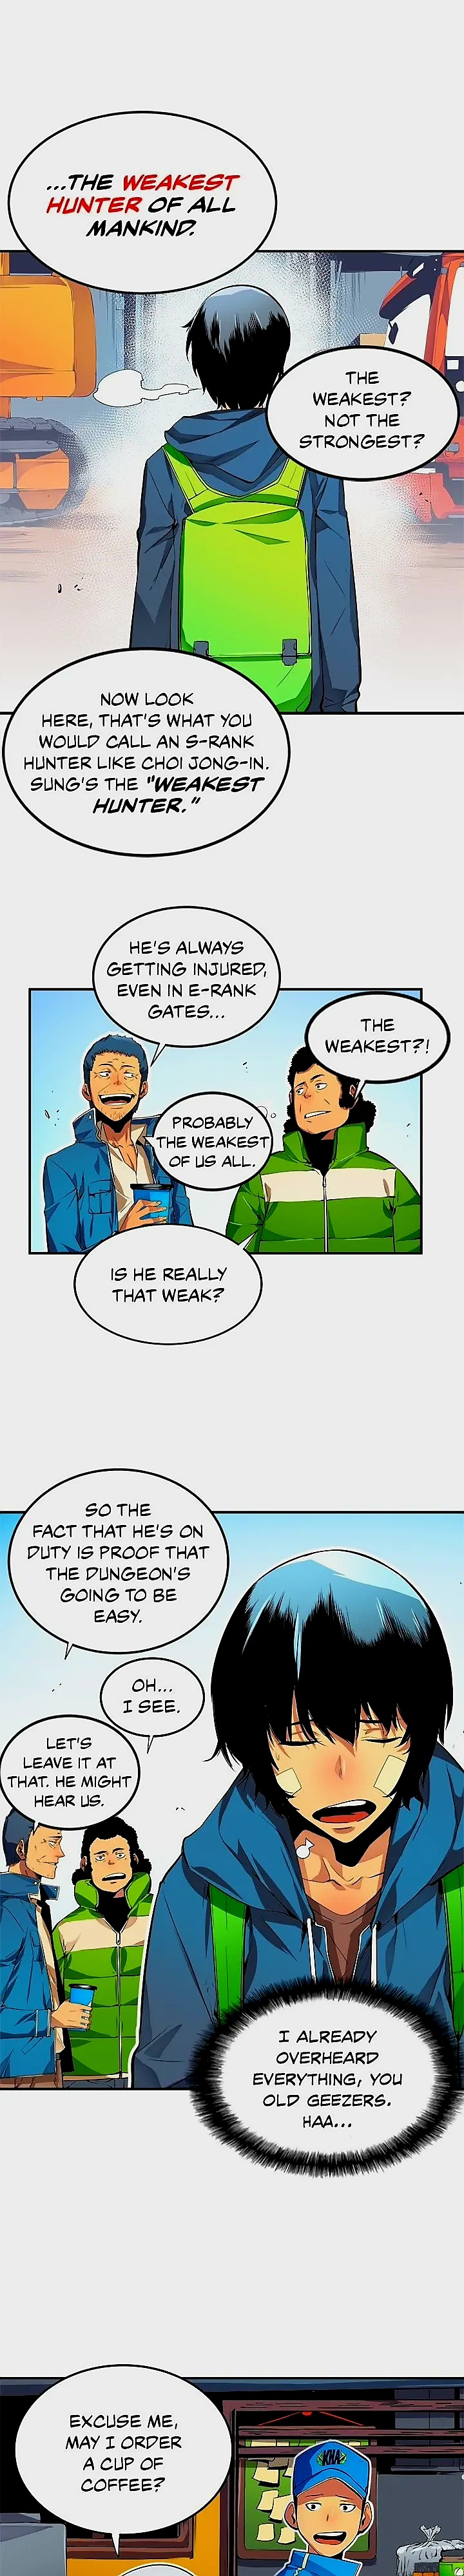 ...THE WEAKEST
HUNTER OF ALL
MANKIND.
THE
WEAKEST?
NOT THE
STRONGEST?
NOW LOOK
HERE, THAT'S WHAT YOU
WOULD CALL AN S-RANK
HUNTER LIKE CHOI JONG-IN.
SUNG'S THE "WEAKEST
HUNTER."
HE'S ALWAYS
GETTING INJURED,
EVEN IN E-RANK
GATES...
THE
WEAKEST?!
PROBABLY
THE WEAKEST
OF US ALL.
IS HE REALLY
THAT WEAK?
SO THE
FACT THAT HE'S ON
DUTY IS PROOF THAT
THE DUNGEON'S
GOING TO BE
EASY.
OH...
I SEE.
LET'S
LEAVE IT AT
THAT. HE MIGHT
HEAR US.
I ALREADY
OVERHEARD
EVERYTHING, YOU
OLD GEEZERS.
HAA...
EXCUSE ME,
MAY I ORDER
A CUP OF
COFFEE?
KHA